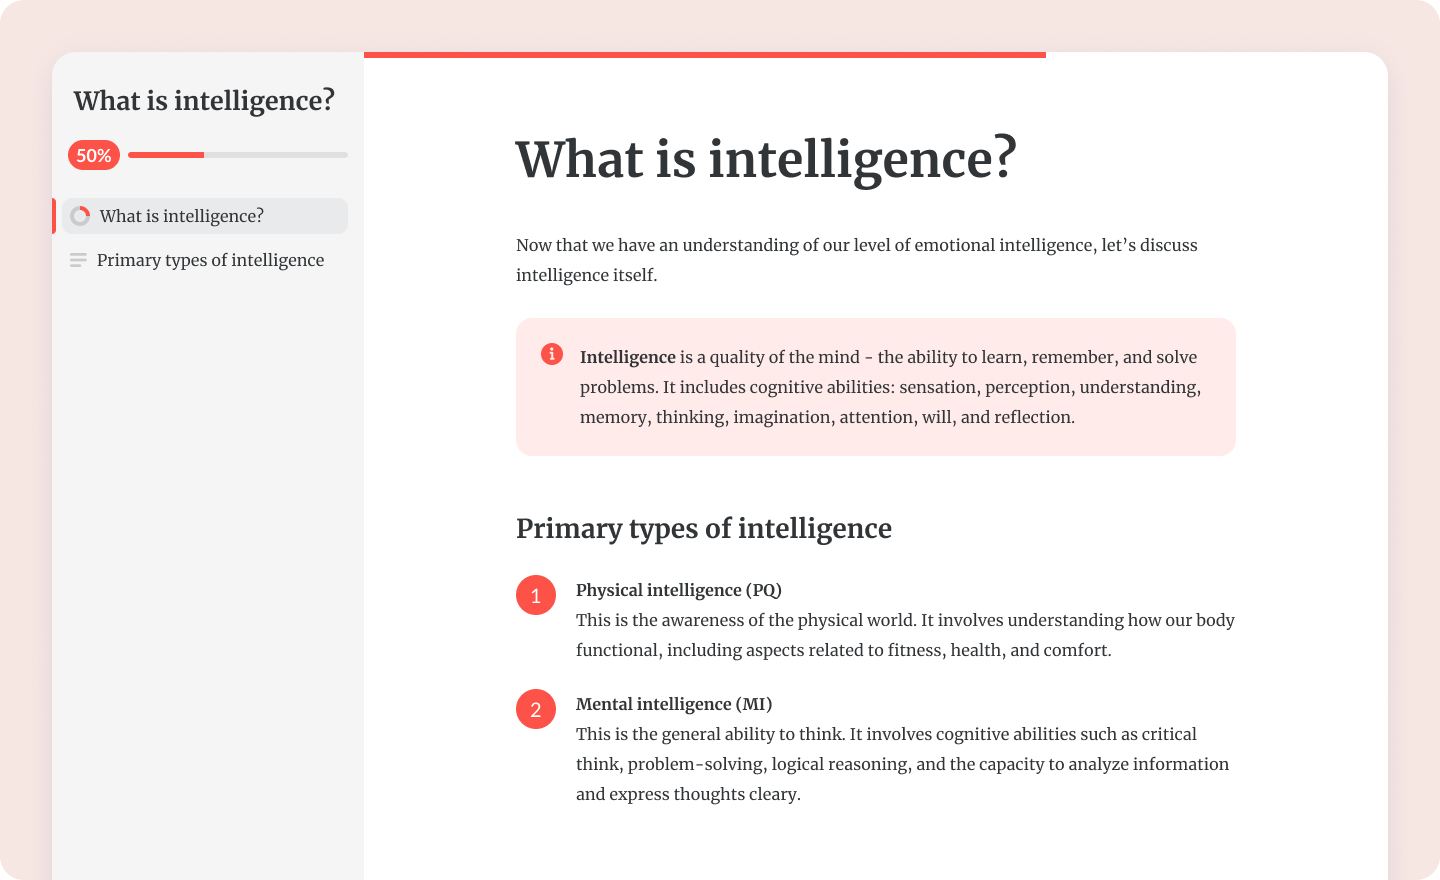 What is intelligence?
50%
What is intelligence?
Primary types of intelligence
What is intelligence?
Now that we have an understanding of our level of emotional intelligence, let’s discuss
intelligence itself.
Intelligence is a quality of the mind - the ability to learn, remember, and solve
problems. It includes cognitive abilities: sensation, perception, understanding,
memory, thinking, imagination, attention, will, and reflection.
Primary types of intelligence
1
Physical intelligence (PQ)
This is the awareness of the physical world. It involves understanding how our body
functional, including aspects related to fitness, health, and comfort.
2
Mental intelligence (MI)
This is the general ability to think. It involves cognitive abilities such as critical
think, problem-solving, logical reasoning, and the capacity to analyze information
and express thoughts cleary.